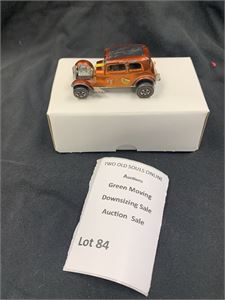 TWO OLD SOULS ONLINE
Auctions
Green Moving
Downsizing Sale
Auction Sale
Lot 84